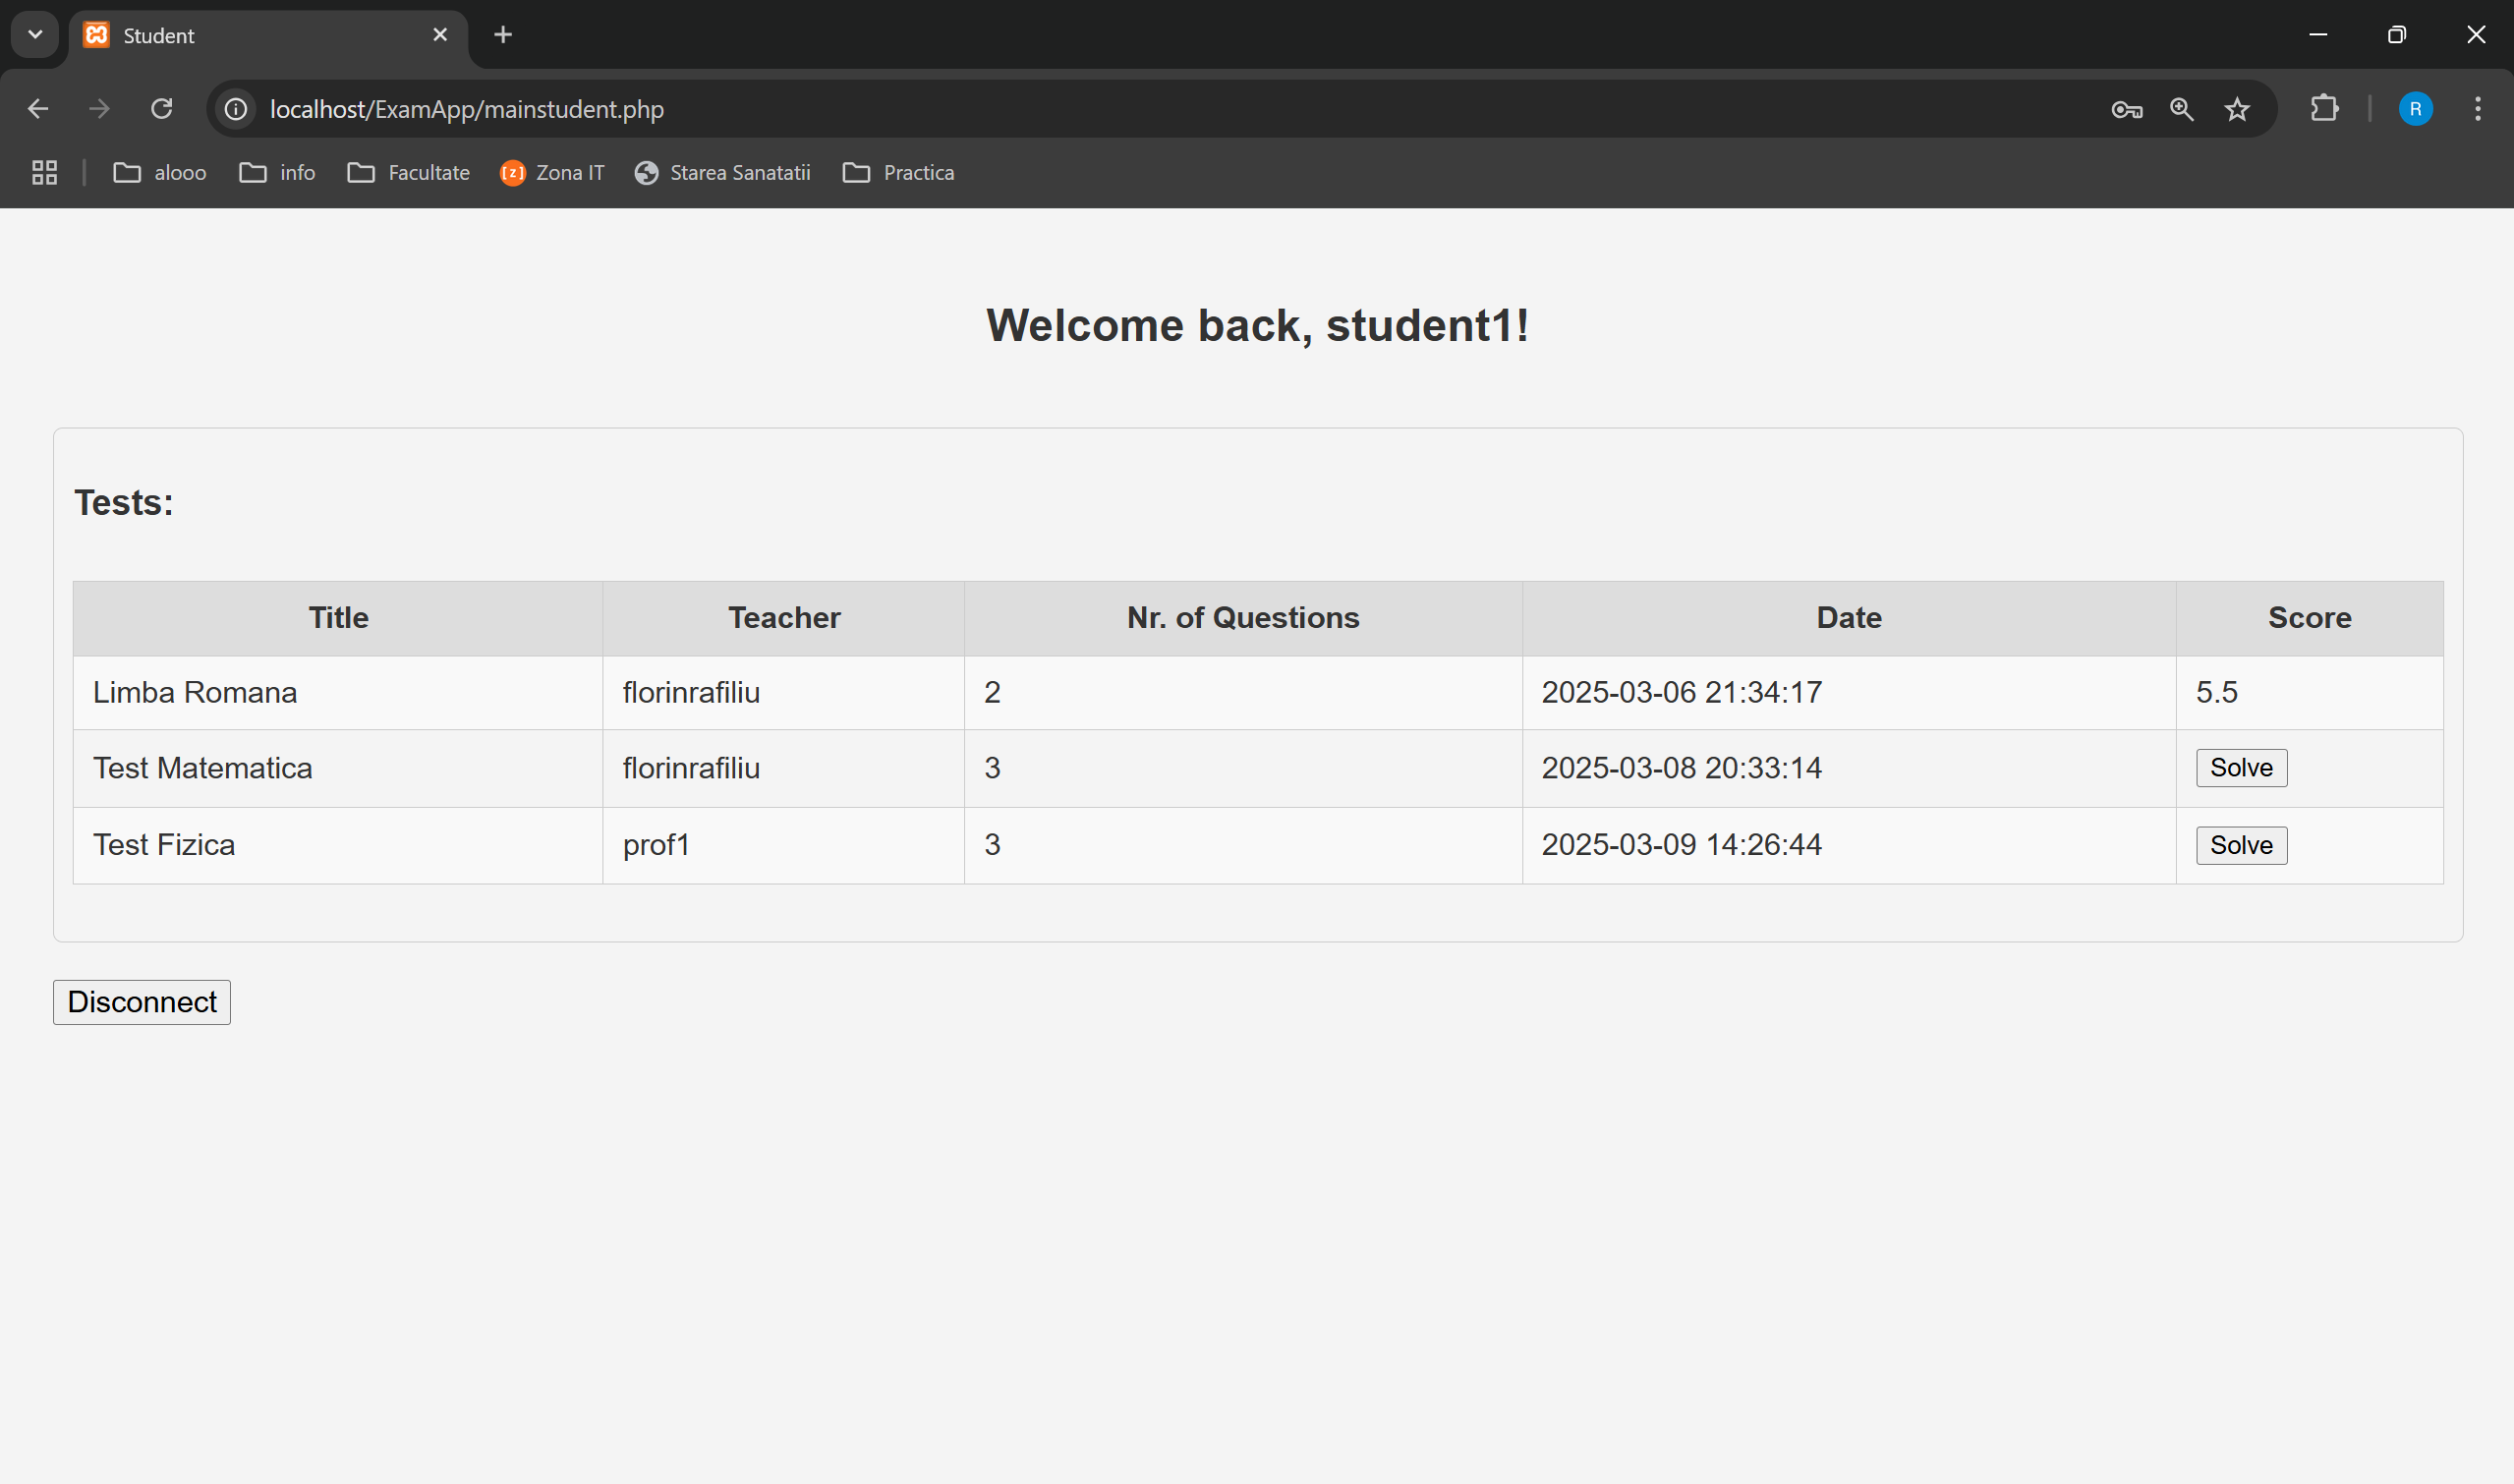 Student
localhost/ExamApp/mainstudent.php
R
alooo info Facultate [z] Zona IT Starea Sanatatii Practica
Welcome back, student1!
Tests:
Title Teacher Nr. of Questions Date Score
Limba Romana florinrafiliu 2 2025-03-06 21:34:17 5.5
Test Matematica florinrafiliu 3 2025-03-08 20:33:14 Solve
Test Fizica prof1 3 2025-03-09 14:26:44 Solve
Disconnect